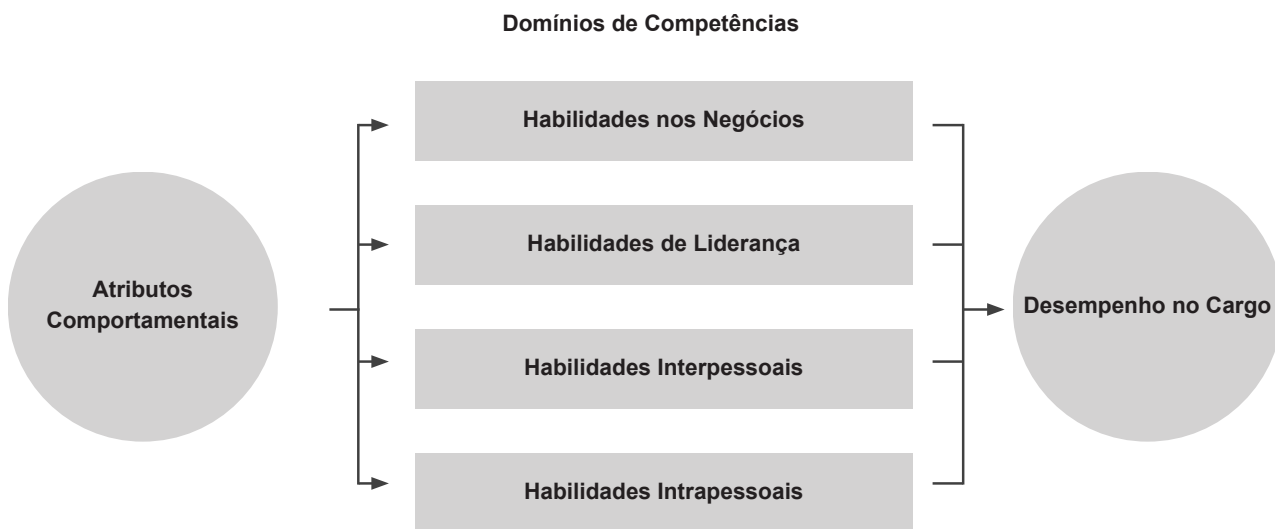 Domínios de Competências
Habilidades nos Negócios
Habilidades de Liderança
Atributos
Comportamentais
Desempenho no Cargo
Habilidades Interpessoais
Habilidades Intrapessoais